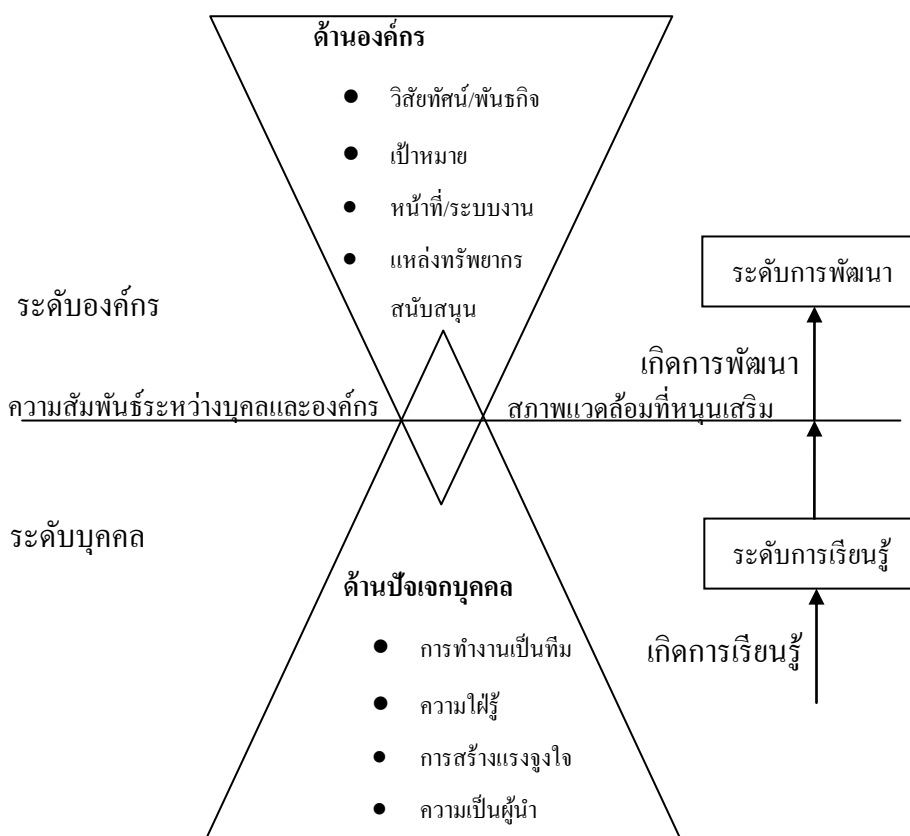 ด้านองค์กร
วิสัยทัศน์/พันธกิจ
เป้าหมาย
หน้าที่/ระบบงาน
แหล่งทรัพยากร
สนับสนุน
ระดับองค์กร
ระดับการพัฒนา
เกิดการพัฒนา
ความสัมพันธ์ระหว่างบุคลและองค์กร
สภาพแวดล้อมที่หนุนเสริม
ระดับบุคคล
ระดับการเรียนรู้
ด้านปัจเจกบุคคล
การทำงานเป็นทีม
เกิดการเรียนรู้
ความใฝ่รู้
การสร้างแรงจูงใจ
ความเป็นผู้นำ